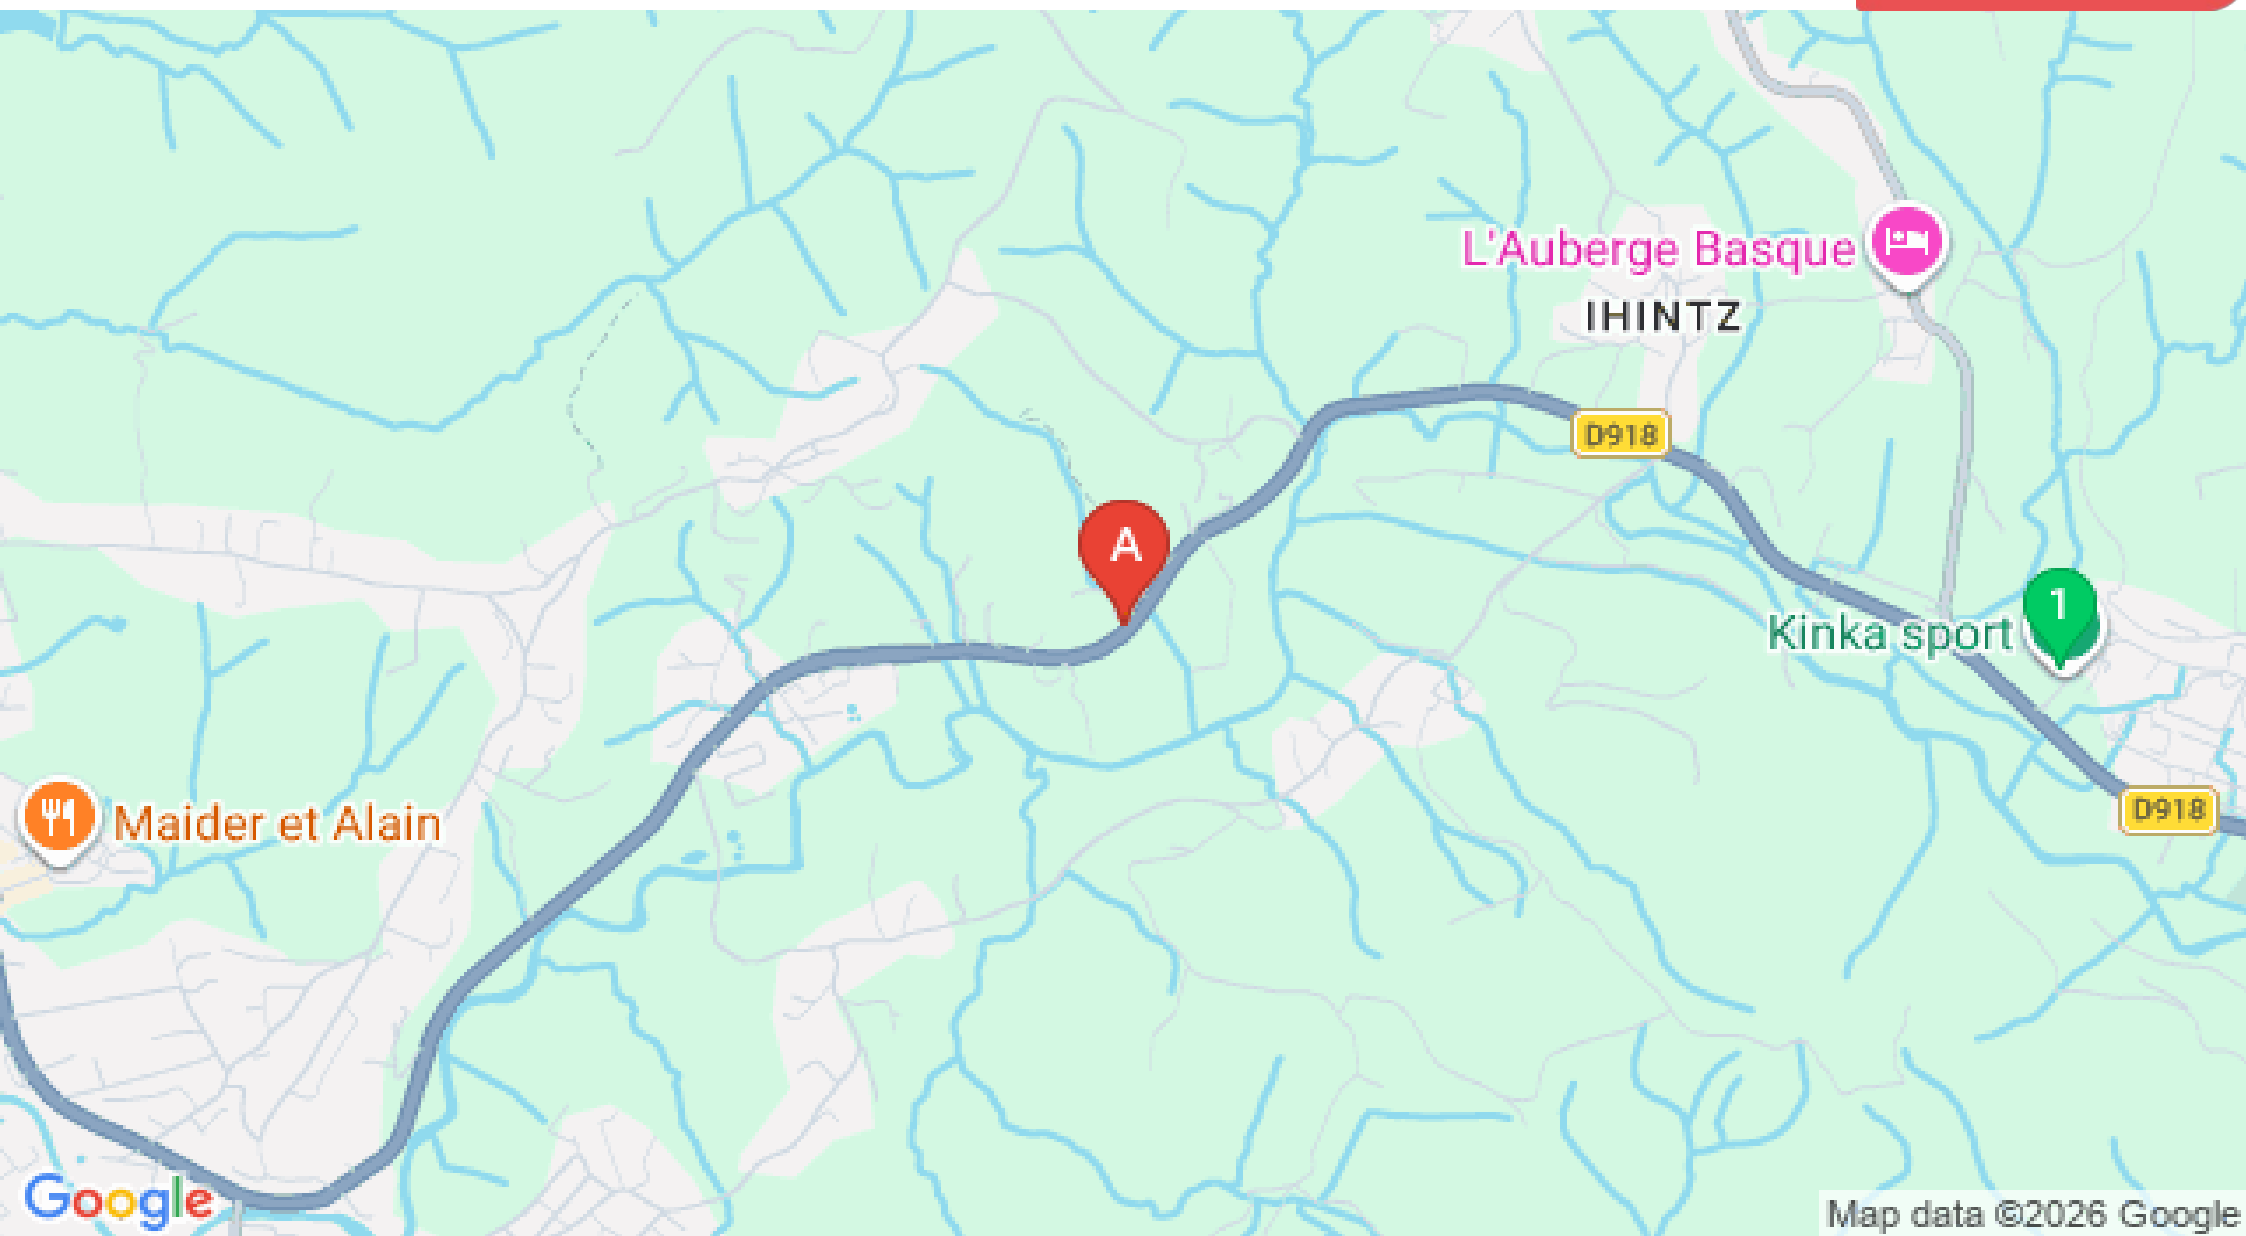 L'Auberge Basque
IHINTZ
D918
A
1
Kinka sport
D918
Maider et Alain
Google
Map data ©2026 Google